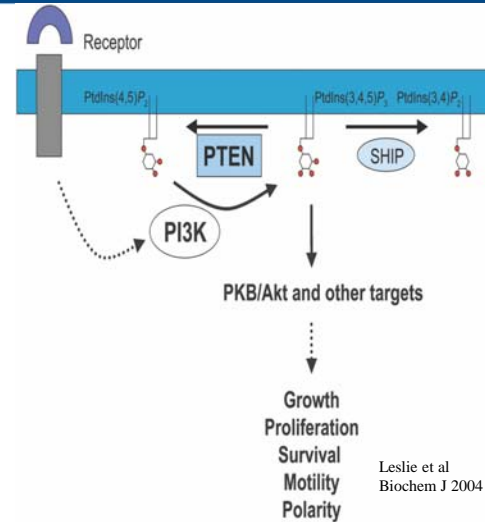 Receptor
PtdIns(4,5)P₂
PtdIns(3,4,5)P₃
PtdIns(3,4)P₂
PTEN
SHIP
PI3K
PKB/Akt and other targets
Growth
Proliferation
Survival
Motility
Polarity
Leslie et al
Biochem J 2004